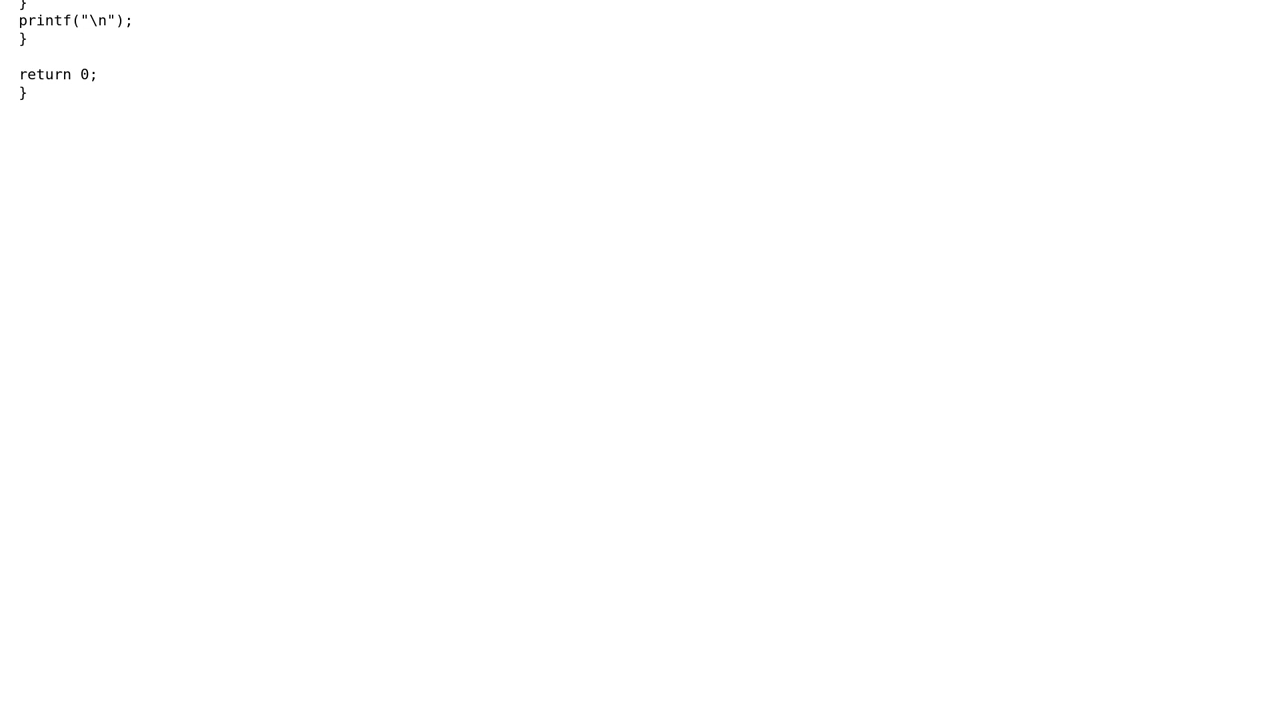 }
printf("\n");
}

return 0;
}